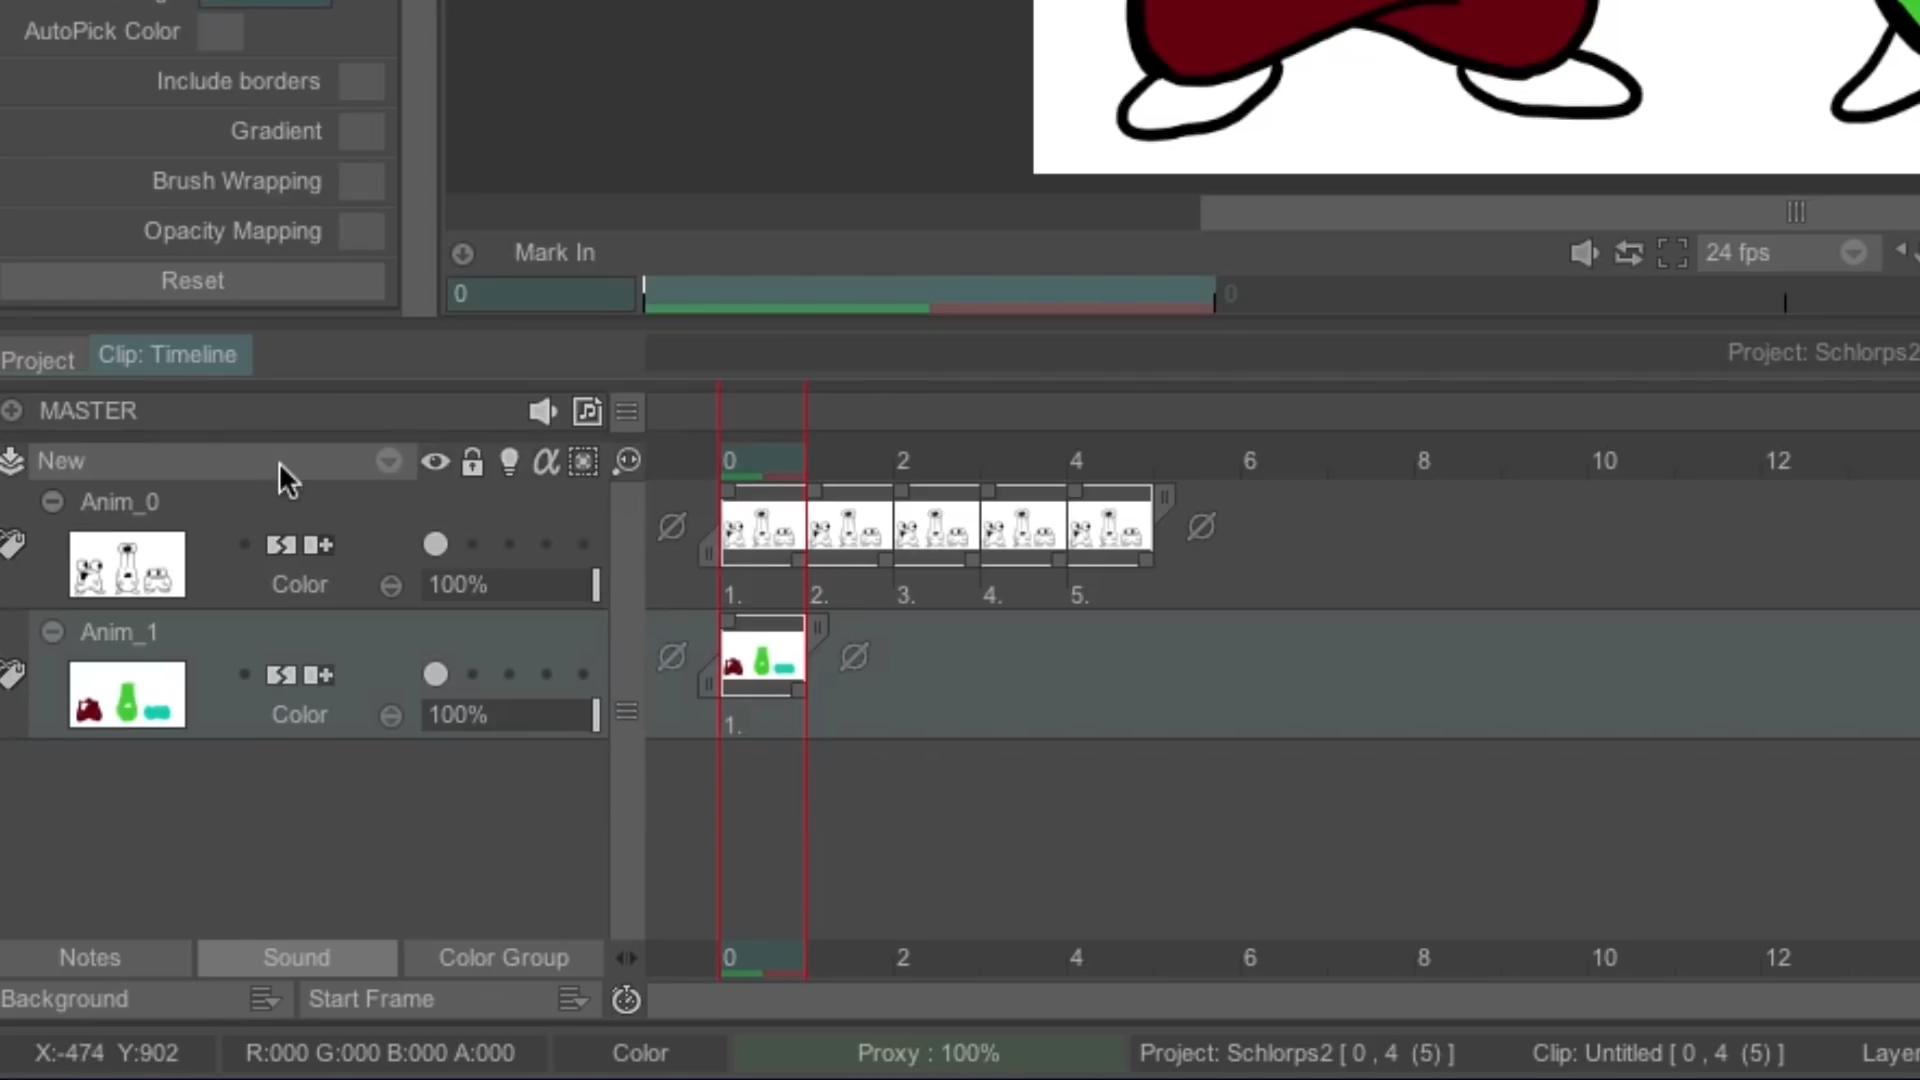 AutoPick Color
Include borders
Gradient
Brush Wrapping
Opacity Mapping
Reset
Mark In
24 fps
0
0
Project
Clip: Timeline
Project: Schlorps2
MASTER
New
0 2 4 6 8 10 12
Anim_0
Color
100%
1. 2. 3. 4. 5.
Anim_1
Color
100%
1.
Notes
Sound
Color Group
0 2 4 6 8 10 12
Background
Start Frame
X:-474 Y:902
R:000 G:000 B:000 A:000
Color
Proxy : 100%
Project: Schlorps2 [ 0 , 4 (5) ]
Clip: Untitled [ 0 , 4 (5) ]
Layer